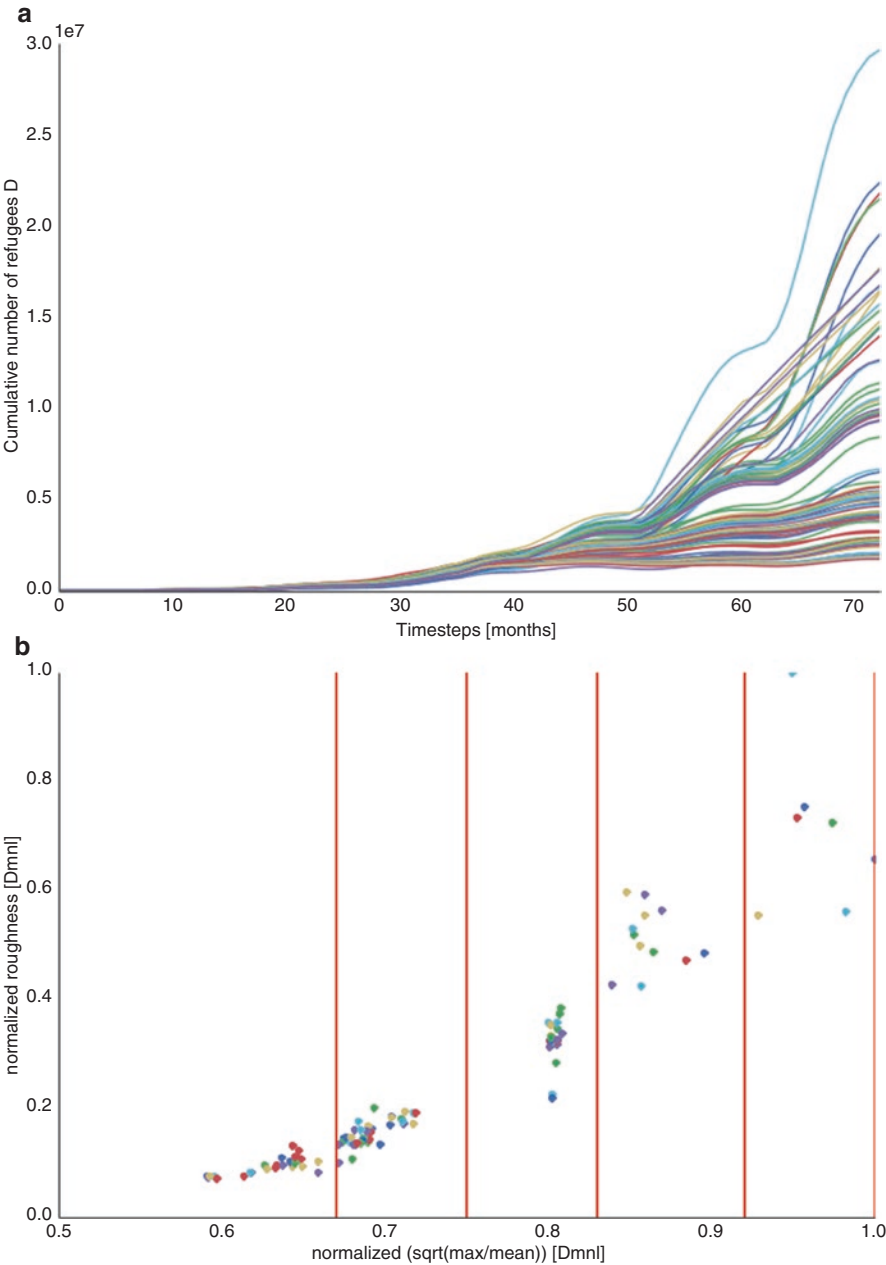 a
1e7
3.0
2.5
2.0
1.5
1.0
0.5
0.0
Cumulative number of refugees D
0 10 20 30 40 50 60 70
Timesteps [months]
b
1.0
0.8
0.6
0.4
0.2
0.0
normalized roughness [Dmnl]
0.5 0.6 0.7 0.8 0.9 1.0
normalized (sqrt(max/mean)) [Dmnl]